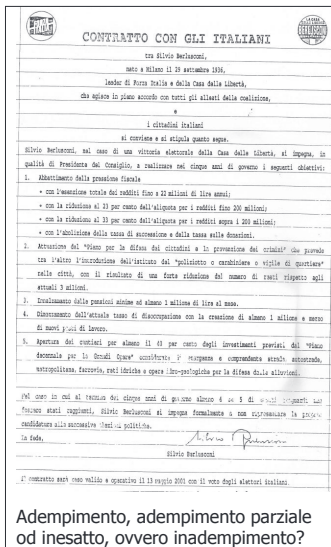 FORZA ITALIA
LA CASA DELLE LIBERTÀ
BERLUSCONI
CONTRATTO CON GLI ITALIANI
tra Silvio Berlusconi,
nato a Milano il 29 settembre 1936,
leader di Forza Italia e della Casa delle Libertà,
che agisce in pieno accordo con tutti gli alleati della coalizione,
e
i cittadini italiani
si conviene e si stipula quanto segue.
Silvio Berlusconi, nel caso di una vittoria elettorale della Casa delle Libertà, si impegna, in
qualità di Presidente del Consiglio, a realizzare nei cinque anni di governo i seguenti obiettivi:
1. Abbattimento della pressione fiscale
• con l'esenzione totale dei redditi fino a 22 milioni di lire annui;
• con la riduzione al 23 per cento dell'aliquota per i redditi fino 200 milioni;
• con la riduzione al 33 per cento dell'aliquota per i redditi sopra i 200 milioni;
• con l'abolizione della tassa di successione e della tassa sulle donazioni.
2. Attuazione del "Piano per la difesa dei cittadini e la prevenzione dei crimini" che prevede
tra l'altro l'introduzione dell'istituto del "poliziotto o carabiniere o vigile di quartiere"
nelle città, con il risultato di una forte riduzione del numero di reati rispetto agli
attuali 3 milioni.
3. Innalzamento delle pensioni minime ad almeno 1 milione di lire al mese.
4. Dimezzamento dell'attuale tasso di disoccupazione con la creazione di almeno 1 milione e mezzo
di nuovi posti di lavoro.
5. Apertura dei cantieri per almeno il 40 per cento degli investimenti previsti dal "Piano
decennale per le Grandi Opere" considerate di emergenza e comprendente strade, autostrade,
metropolitane, ferrovie, reti idriche e opere idro-geologiche per la difesa dalle alluvioni.
Nel caso in cui al termine dei cinque anni di governo almeno 4 su 5 di questi traguardi non
fossero stati raggiunti, Silvio Berlusconi si impegna formalmente a non ripresentare la propria
candidatura alle successive elezioni politiche.
In fede,
Silvio Berlusconi
Silvio Berlusconi
Il contratto sarà reso valido e operativo il 13 maggio 2001 con il voto degli elettori italiani.
Adempimento, adempimento parziale
od inesatto, ovvero inadempimento?